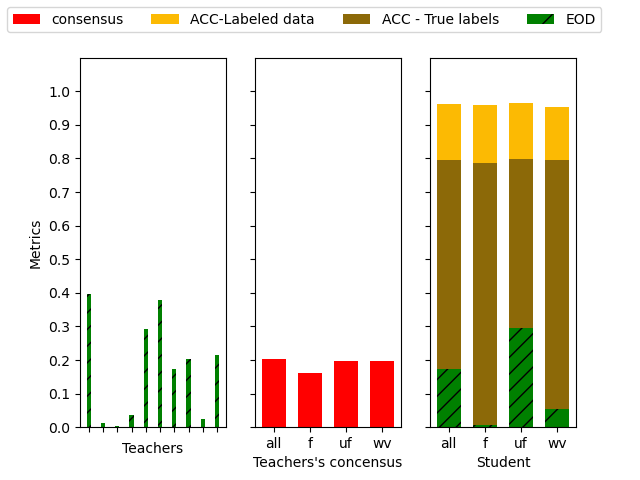 consensus ACC-Labeled data ACC - True labels EOD
Metrics
1.0
0.9
0.8
0.7
0.6
0.5
0.4
0.3
0.2
0.1
0.0
Teachers
all f uf wv
Teachers's concensus
all f uf wv
Student